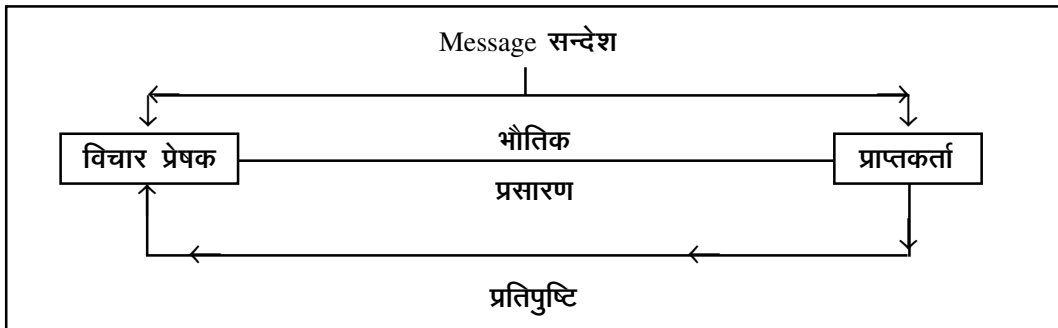 Message सन्देश
भौतिक
विचार प्रेषक
प्राप्तकर्ता
प्रसारण
प्रतिपुष्टि